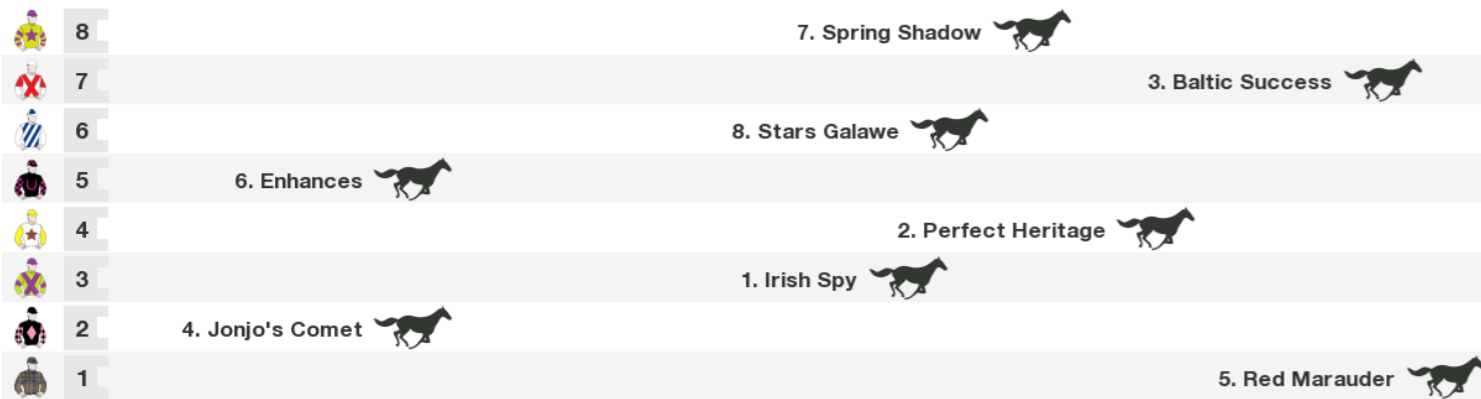 8 7. Spring Shadow
7 3. Baltic Success
6 8. Stars Galawe
5 6. Enhances
4 2. Perfect Heritage
3 1. Irish Spy
2 4. Jonjo's Comet
1 5. Red Marauder